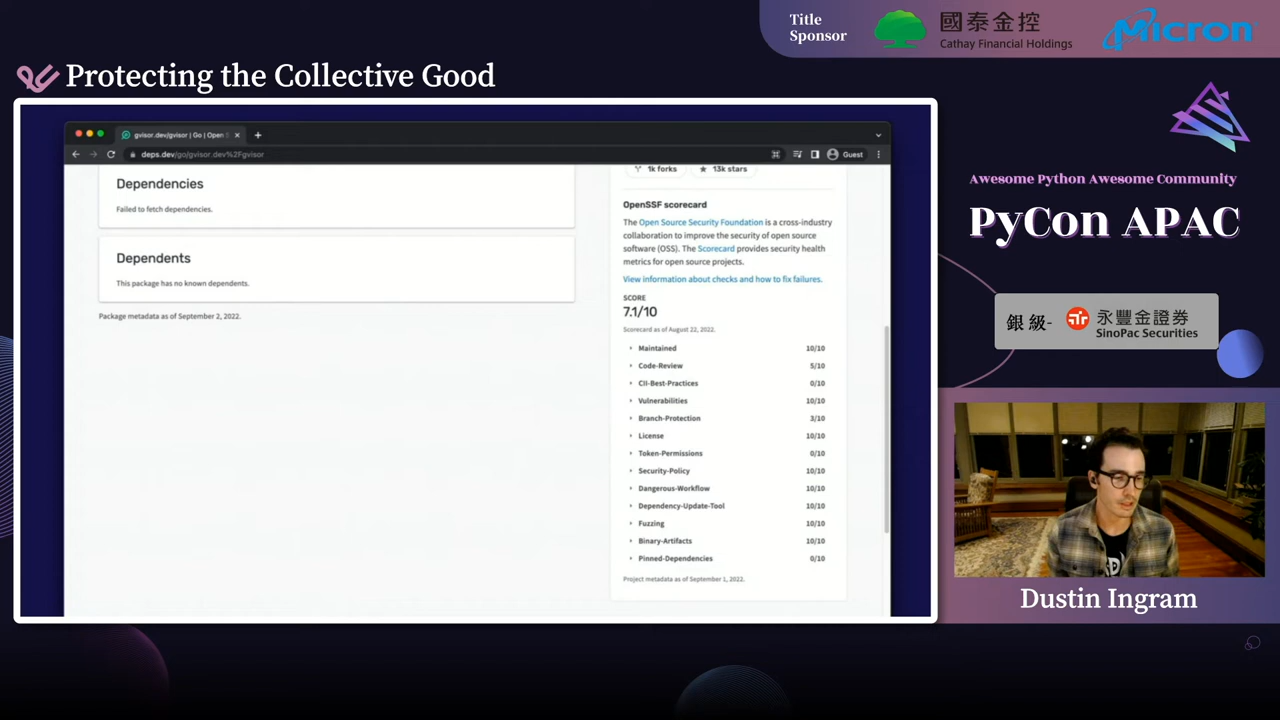 Title
Sponsor
國泰金控
Cathay Financial Holdings
Micron
Protecting the Collective Good
gvisor.dev/gvisor | Go | Open S
deps.dev/go/gvisor.dev%2Fgvisor
Guest
Dependencies
Failed to fetch dependencies.
Dependents
This package has no known dependents.
Package metadata as of September 2, 2022.
1k forks
13k stars
OpenSSF scorecard
The Open Source Security Foundation is a cross-industry
collaboration to improve the security of open source
software (OSS). The Scorecard provides security health
metrics for open source projects.
View information about checks and how to fix failures.
SCORE
7.1/10
Scorecard as of August 22, 2022.
Maintained 10/10
Code-Review 5/10
CII-Best-Practices 0/10
Vulnerabilities 10/10
Branch-Protection 3/10
License 10/10
Token-Permissions 0/10
Security-Policy 10/10
Dangerous-Workflow 10/10
Dependency-Update-Tool 10/10
Fuzzing 10/10
Binary-Artifacts 10/10
Pinned-Dependencies 0/10
Project metadata as of September 1, 2022.
Awesome Python Awesome Community
PyCon APAC
銀級-
永豐金證券
SinoPac Securities
Dustin Ingram